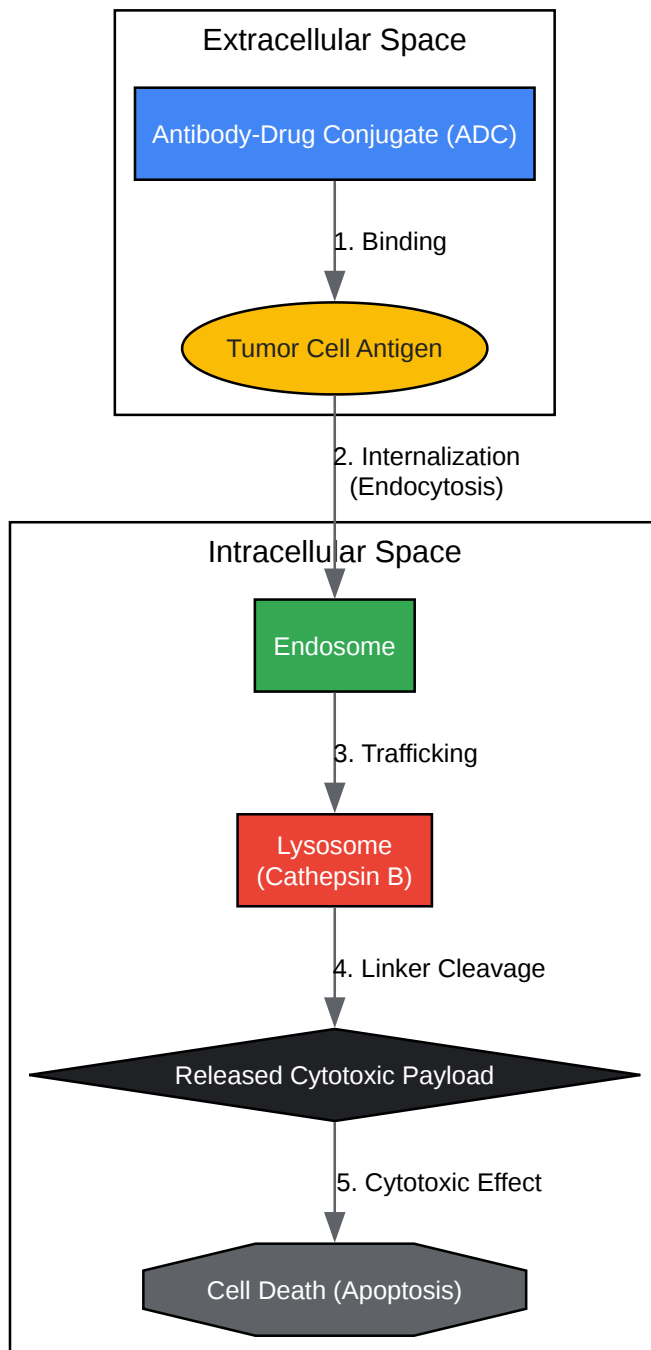 Extracellular Space
Antibody-Drug Conjugate (ADC)
1. Binding
Tumor Cell Antigen
2. Internalization
(Endocytosis)
Intracellular Space
Endosome
3. Trafficking
Lysosome
(Cathepsin B)
4. Linker Cleavage
Released Cytotoxic Payload
5. Cytotoxic Effect
Cell Death (Apoptosis)